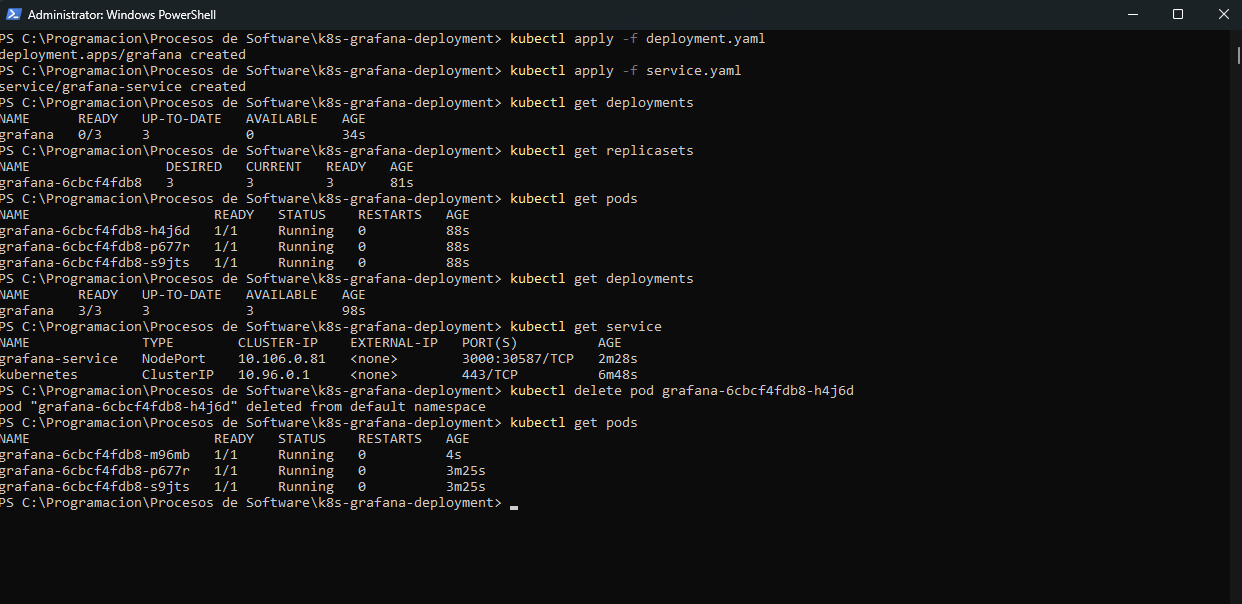 Administrator: Windows PowerShell
PS C:\Programacion\Procesos de Software\k8s-grafana-deployment> kubectl apply -f deployment.yaml
deployment.apps/grafana created
PS C:\Programacion\Procesos de Software\k8s-grafana-deployment> kubectl apply -f service.yaml
service/grafana-service created
PS C:\Programacion\Procesos de Software\k8s-grafana-deployment> kubectl get deployments
NAME      READY   UP-TO-DATE   AVAILABLE   AGE
grafana   0/3     3            0           34s
PS C:\Programacion\Procesos de Software\k8s-grafana-deployment> kubectl get replicasets
NAME                 DESIRED   CURRENT   READY   AGE
grafana-6cbcf4fdb8   3         3         3       81s
PS C:\Programacion\Procesos de Software\k8s-grafana-deployment> kubectl get pods
NAME                       READY   STATUS    RESTARTS   AGE
grafana-6cbcf4fdb8-h4j6d   1/1     Running   0          88s
grafana-6cbcf4fdb8-p677r   1/1     Running   0          88s
grafana-6cbcf4fdb8-s9jts   1/1     Running   0          88s
PS C:\Programacion\Procesos de Software\k8s-grafana-deployment> kubectl get deployments
NAME      READY   UP-TO-DATE   AVAILABLE   AGE
grafana   3/3     3            3           98s
PS C:\Programacion\Procesos de Software\k8s-grafana-deployment> kubectl get service
NAME              TYPE        CLUSTER-IP    EXTERNAL-IP   PORT(S)          AGE
grafana-service   NodePort    10.106.0.81   <none>        3000:30587/TCP   2m28s
kubernetes        ClusterIP   10.96.0.1     <none>        443/TCP          6m48s
PS C:\Programacion\Procesos de Software\k8s-grafana-deployment> kubectl delete pod grafana-6cbcf4fdb8-h4j6d
pod "grafana-6cbcf4fdb8-h4j6d" deleted from default namespace
PS C:\Programacion\Procesos de Software\k8s-grafana-deployment> kubectl get pods
NAME                       READY   STATUS    RESTARTS   AGE
grafana-6cbcf4fdb8-m96mb   1/1     Running   0          4s
grafana-6cbcf4fdb8-p677r   1/1     Running   0          3m25s
grafana-6cbcf4fdb8-s9jts   1/1     Running   0          3m25s
PS C:\Programacion\Procesos de Software\k8s-grafana-deployment>